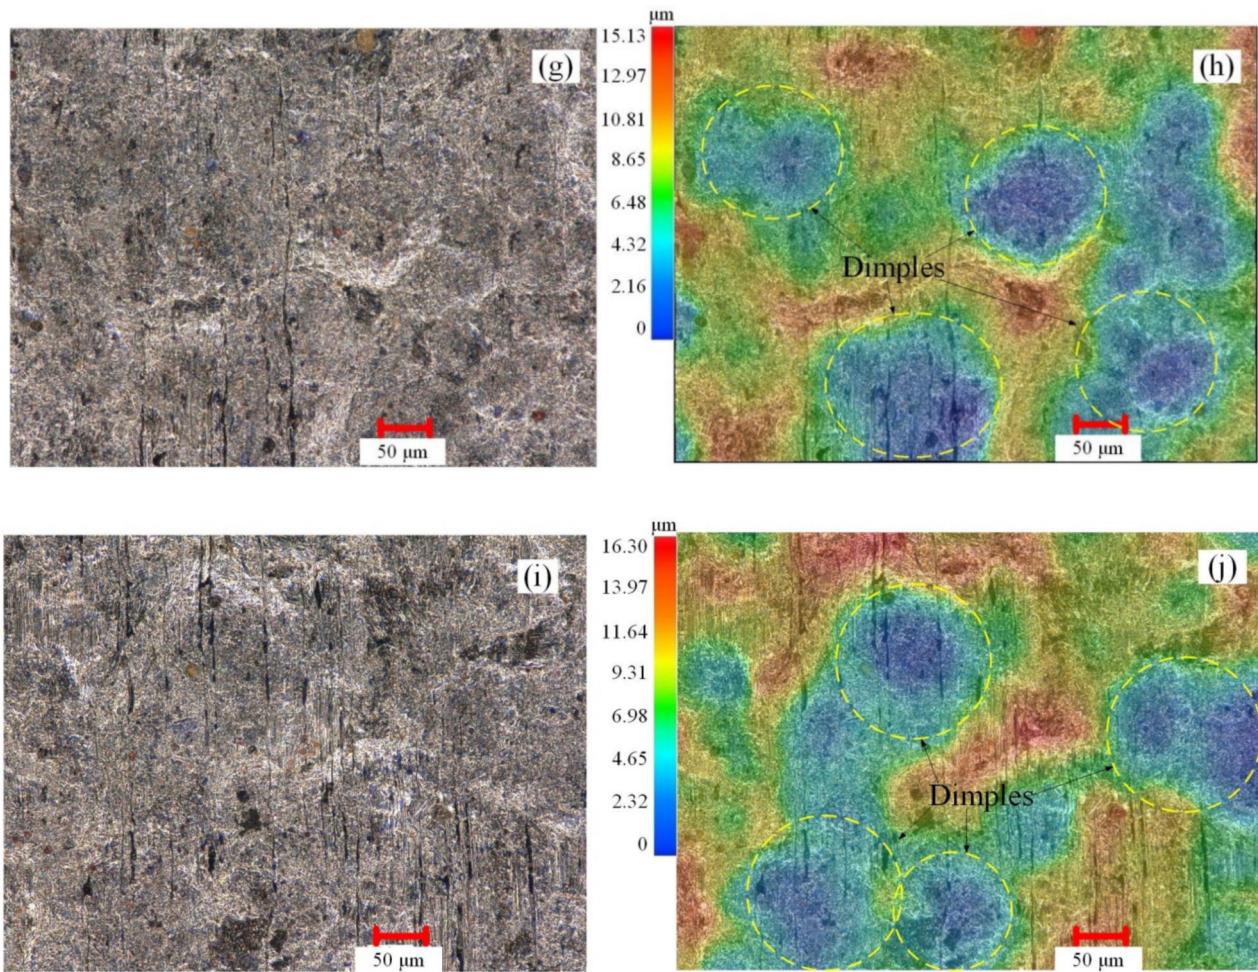 (g)
50 µm
µm
15.13
12.97
10.81
8.65
6.48
4.32
2.16
0
(h)
Dimples
50 µm
(i)
50 µm
µm
16.30
13.97
11.64
9.31
6.98
4.65
2.32
0
(j)
Dimples
50 µm